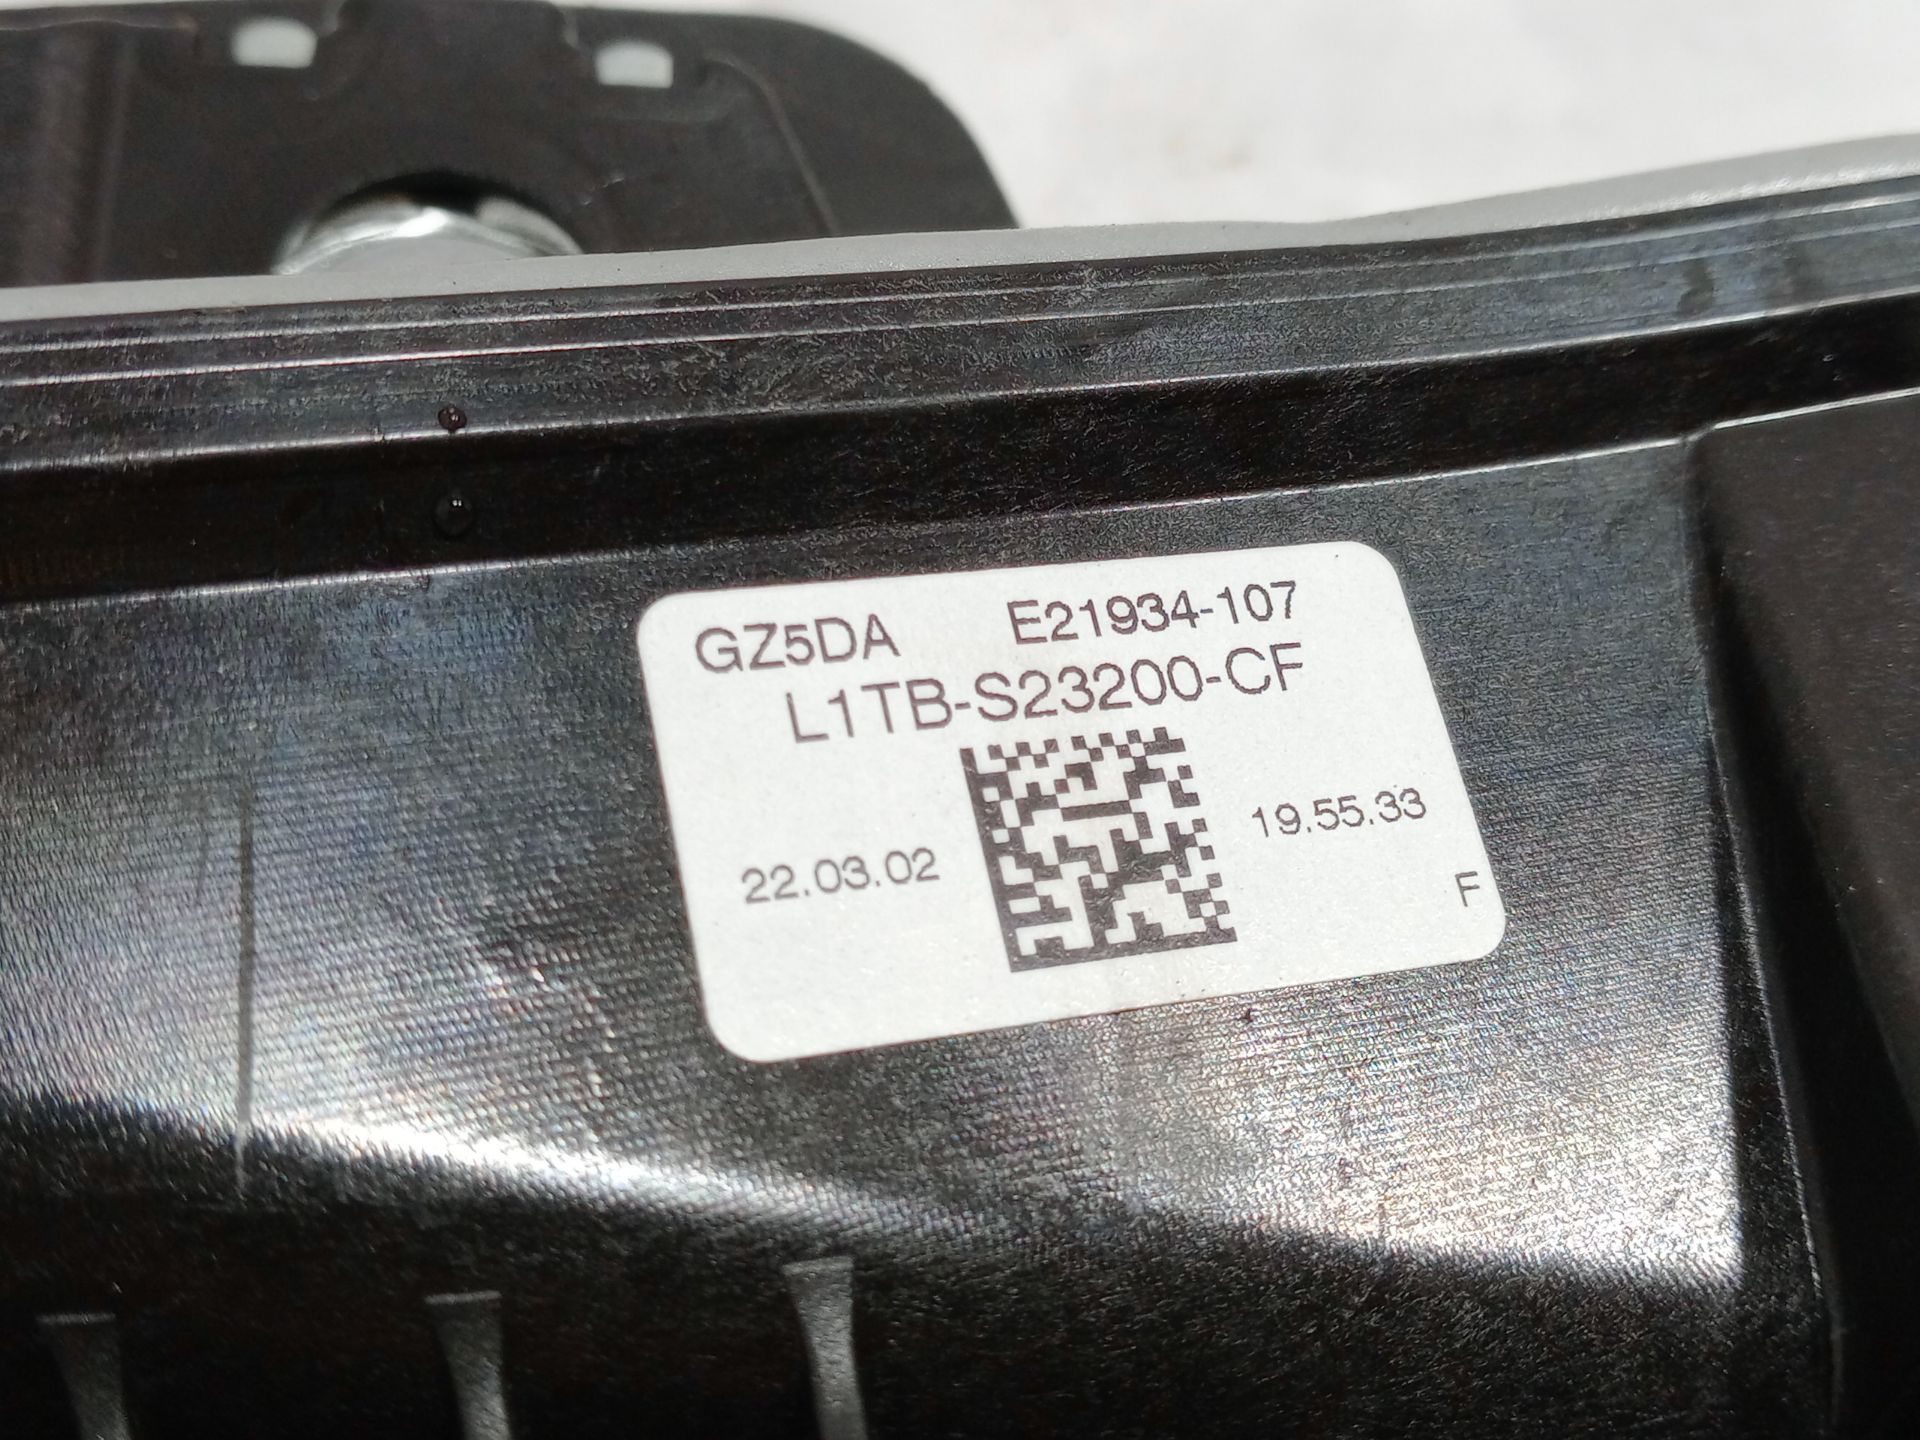 GZ5DA E21934-107
L1TB-S23200-CF
22.03.02 19.55.33
F